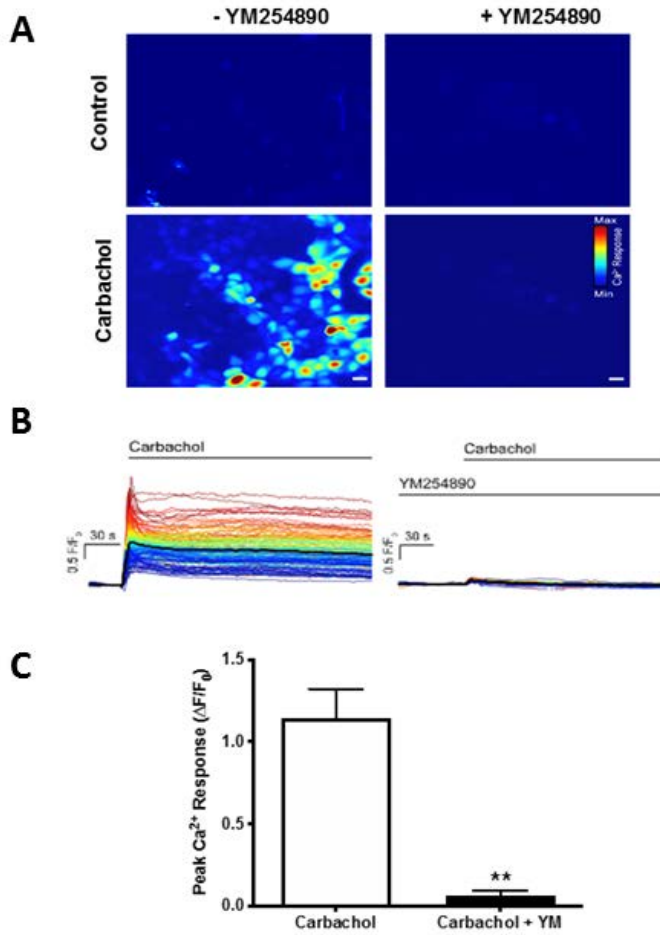 A
- YM254890
+ YM254890
Control
Carbachol
Max
Ca²⁺ Response
Min
B
Carbachol
30 s
0.5 F/F₀
Carbachol
YM254890
30 s
0.5 F/F₀
C
Peak Ca²⁺ Response (ΔF/F₀)
1.5
1.0
0.5
0.0
**
Carbachol
Carbachol + YM